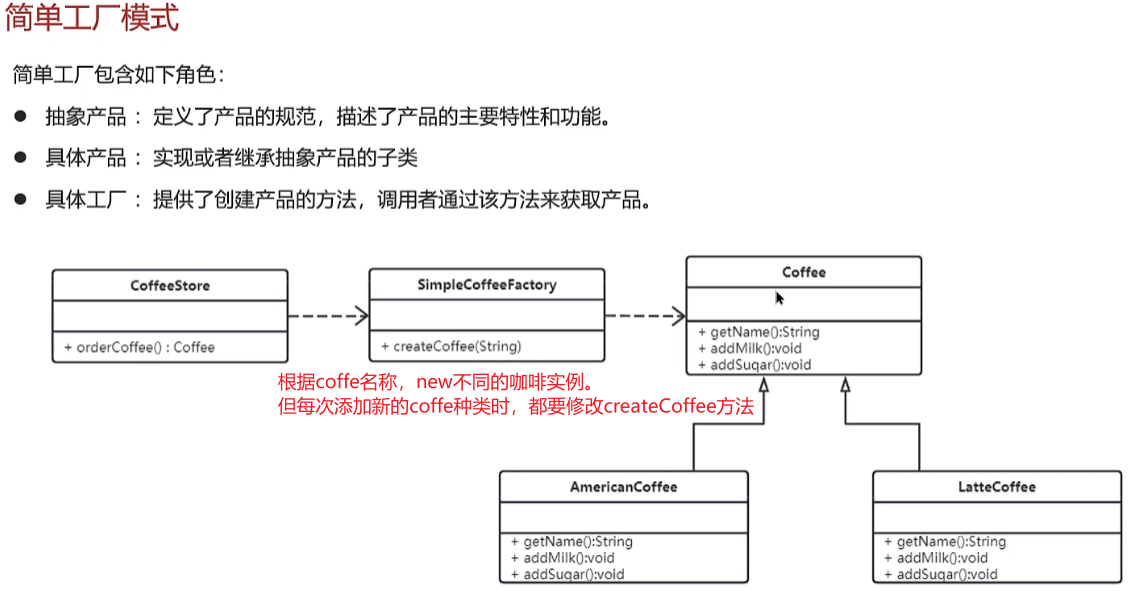 简单工厂模式
简单工厂包含如下角色：
● 抽象产品 ：定义了产品的规范，描述了产品的主要特性和功能。
● 具体产品 ：实现或者继承抽象产品的子类
● 具体工厂 ：提供了创建产品的方法，调用者通过该方法来获取产品。
CoffeeStore
+ orderCoffee() : Coffee
SimpleCoffeeFactory
+ createCoffee(String)
Coffee
+ getName():String
+ addMilk():void
+ addSuqar():void
根据coffe名称，new不同的咖啡实例。
但每次添加新的coffe种类时，都要修改createCoffee方法
AmericanCoffee
+ getName():String
+ addMilk():void
+ addSuqar():void
LatteCoffee
+ getName():String
+ addMilk():void
+ addSuqar():void